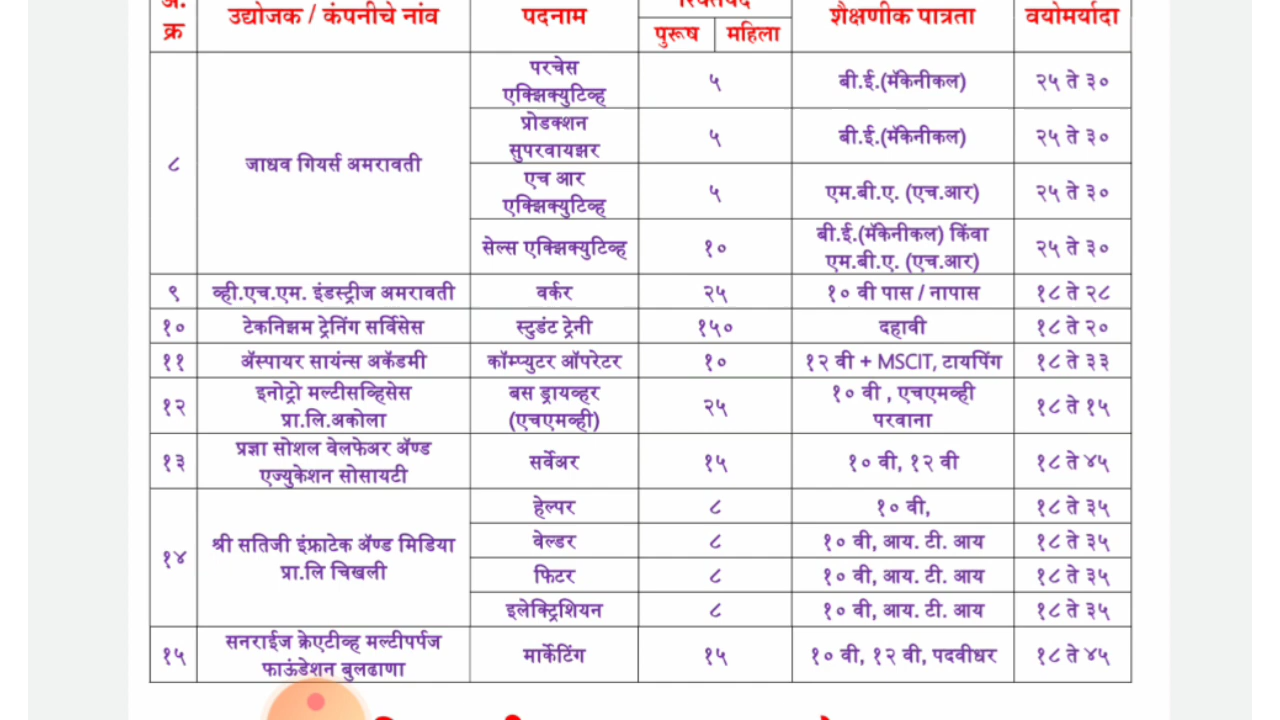 अ.
क्र
उद्योजक / कंपनीचे नांव
पदनाम
रिक्तपदे
पुरूष
महिला
शैक्षणीक पात्रता
वयोमर्यादा
८
जाधव गियर्स अमरावती
परचेस
एक्झिक्युटिव्ह
५
बी.ई.(मॅकेनीकल)
२५ ते ३०
प्रोडक्शन
सुपरवायझर
५
बी.ई.(मॅकेनीकल)
२५ ते ३०
एच आर
एक्झिक्युटिव्ह
५
एम.बी.ए. (एच.आर)
२५ ते ३०
सेल्स एक्झिक्युटिव्ह
१०
बी.ई.(मॅकेनीकल) किंवा
एम.बी.ए. (एच.आर)
२५ ते ३०
९
व्ही.एच.एम. इंडस्ट्रीज अमरावती
वर्कर
२५
१० वी पास / नापास
१८ ते २८
१०
टेकनिझम ट्रेनिंग सर्विसेस
स्टुडंट ट्रेनी
१५०
दहावी
१८ ते २०
११
ॲस्पायर सायंन्स अकॅडमी
कॉम्प्युटर ऑपरेटर
१०
१२ वी + MSCIT, टायपिंग
१८ ते ३३
१२
इनोट्रो मल्टीसव्हिसेस
प्रा.लि.अकोला
बस ड्रायव्हर
(एचएमव्ही)
२५
१० वी , एचएमव्ही
परवाना
१८ ते १५
१३
प्रज्ञा सोशल वेलफेअर ॲण्ड
एज्युकेशन सोसायटी
सर्वेअर
१५
१० वी, १२ वी
१८ ते ४५
१४
श्री सतिजी इंफ्राटेक ॲण्ड मिडिया
प्रा.लि चिखली
हेल्पर
८
१० वी,
१८ ते ३५
वेल्डर
८
१० वी, आय. टी. आय
१८ ते ३५
फिटर
८
१० वी, आय. टी. आय
१८ ते ३५
इलेक्ट्रिशियन
८
१० वी, आय. टी. आय
१८ ते ३५
१५
सनराईज क्रेएटीव्ह मल्टीपर्पज
फाऊंडेशन बुलढाणा
मार्केटिंग
१५
१० वी, १२ वी, पदवीधर
१८ ते ४५